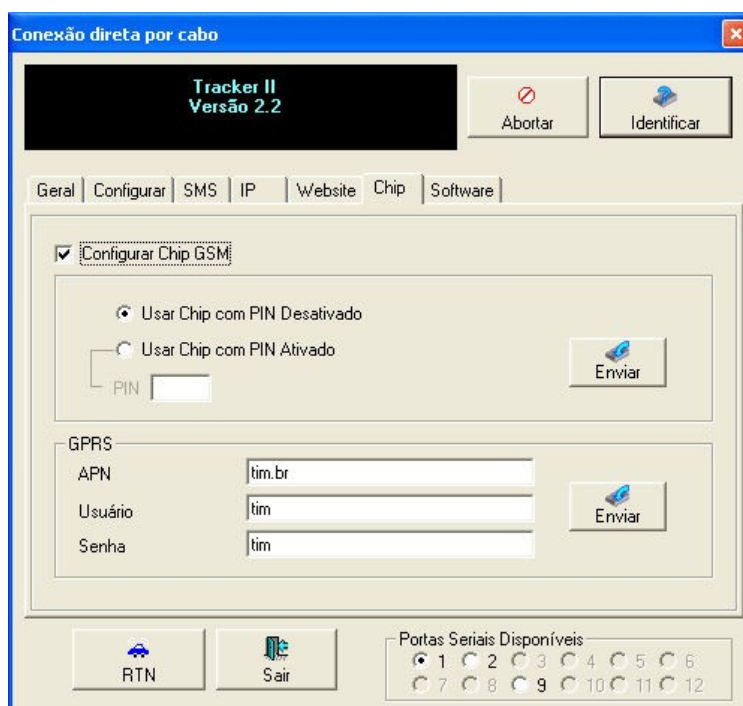 Conexão direta por cabo
Tracker II
Versão 2.2
Abortar
Identificar
Geral
Configurar
SMS
IP
Website
Chip
Software
Configurar Chip GSM
Usar Chip com PIN Desativado
Usar Chip com PIN Ativado
PIN
Enviar
GPRS
APN
tim.br
Usuário
tim
Enviar
Senha
tim
RTN
Sair
Portas Seriais Disponíveis
1 2 3 4 5 6
7 8 9 10 11 12